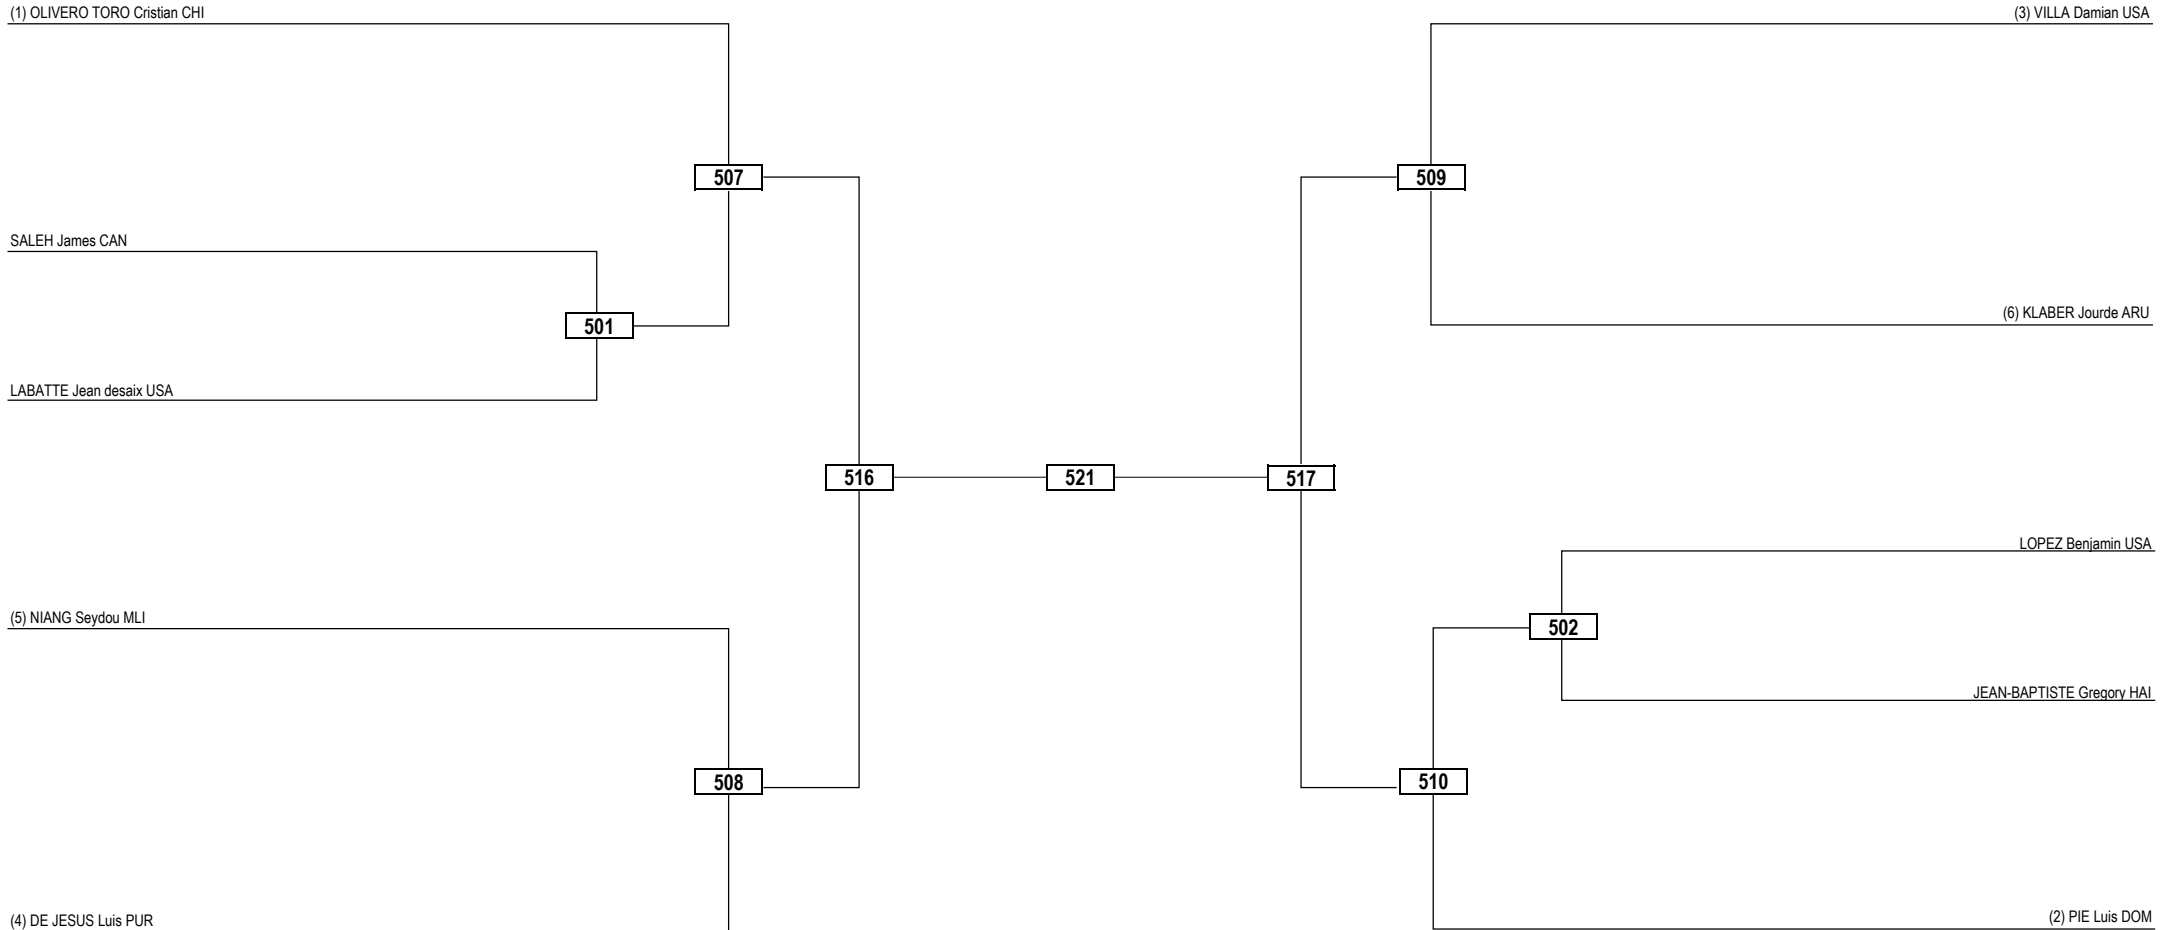 (1) OLIVERO TORO Cristian CHI
(3) VILLA Damian USA
507
509
SALEH James CAN
(6) KLABER Jourde ARU
501
LABATTE Jean desaix USA
516
521
517
LOPEZ Benjamin USA
(5) NIANG Seydou MLI
502
JEAN-BAPTISTE Gregory HAI
508
510
(4) DE JESUS Luis PUR
(2) PIE Luis DOM